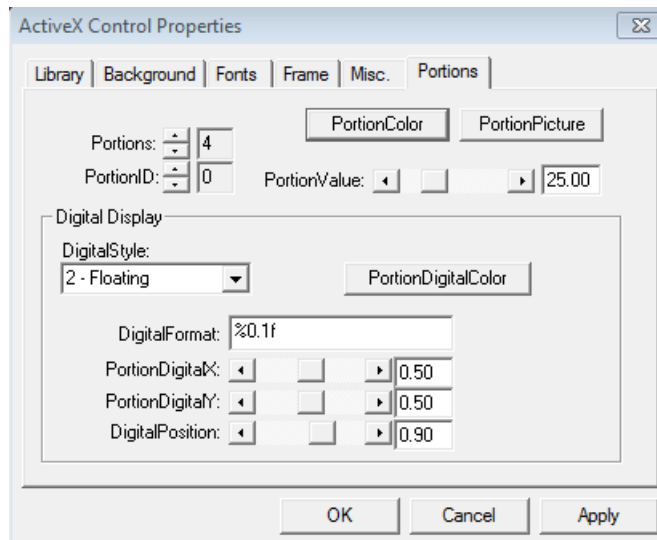 ActiveX Control Properties
Library Background Fonts Frame Misc. Portions
PortionColor PortionPicture
Portions: 4
PortionID: 0
PortionValue: 25.00
Digital Display
DigitalStyle:
2 - Floating
PortionDigitalColor
DigitalFormat: %0.1f
PortionDigitalX: 0.50
PortionDigitalY: 0.50
DigitalPosition: 0.90
OK Cancel Apply